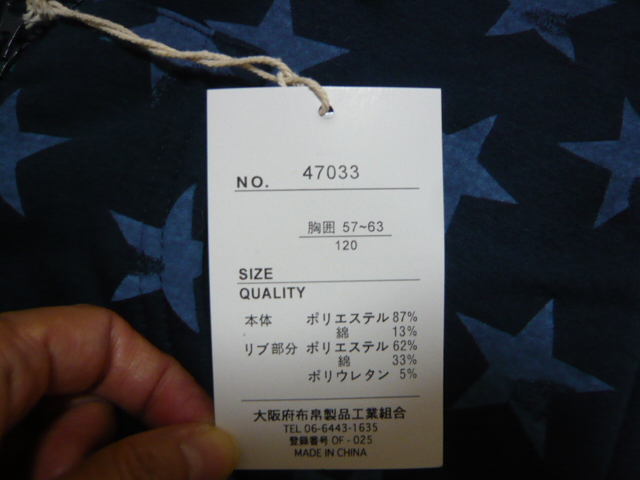 NO. 47033
胸囲 57~63
120
SIZE
QUALITY
本体 ポリエステル 87%
綿 13%
リブ部分 ポリエステル 62%
綿 33%
ポリウレタン 5%
大阪府布帛製品工業組合
TEL 06-6443-1635
登録番号 OF-025
MADE IN CHINA